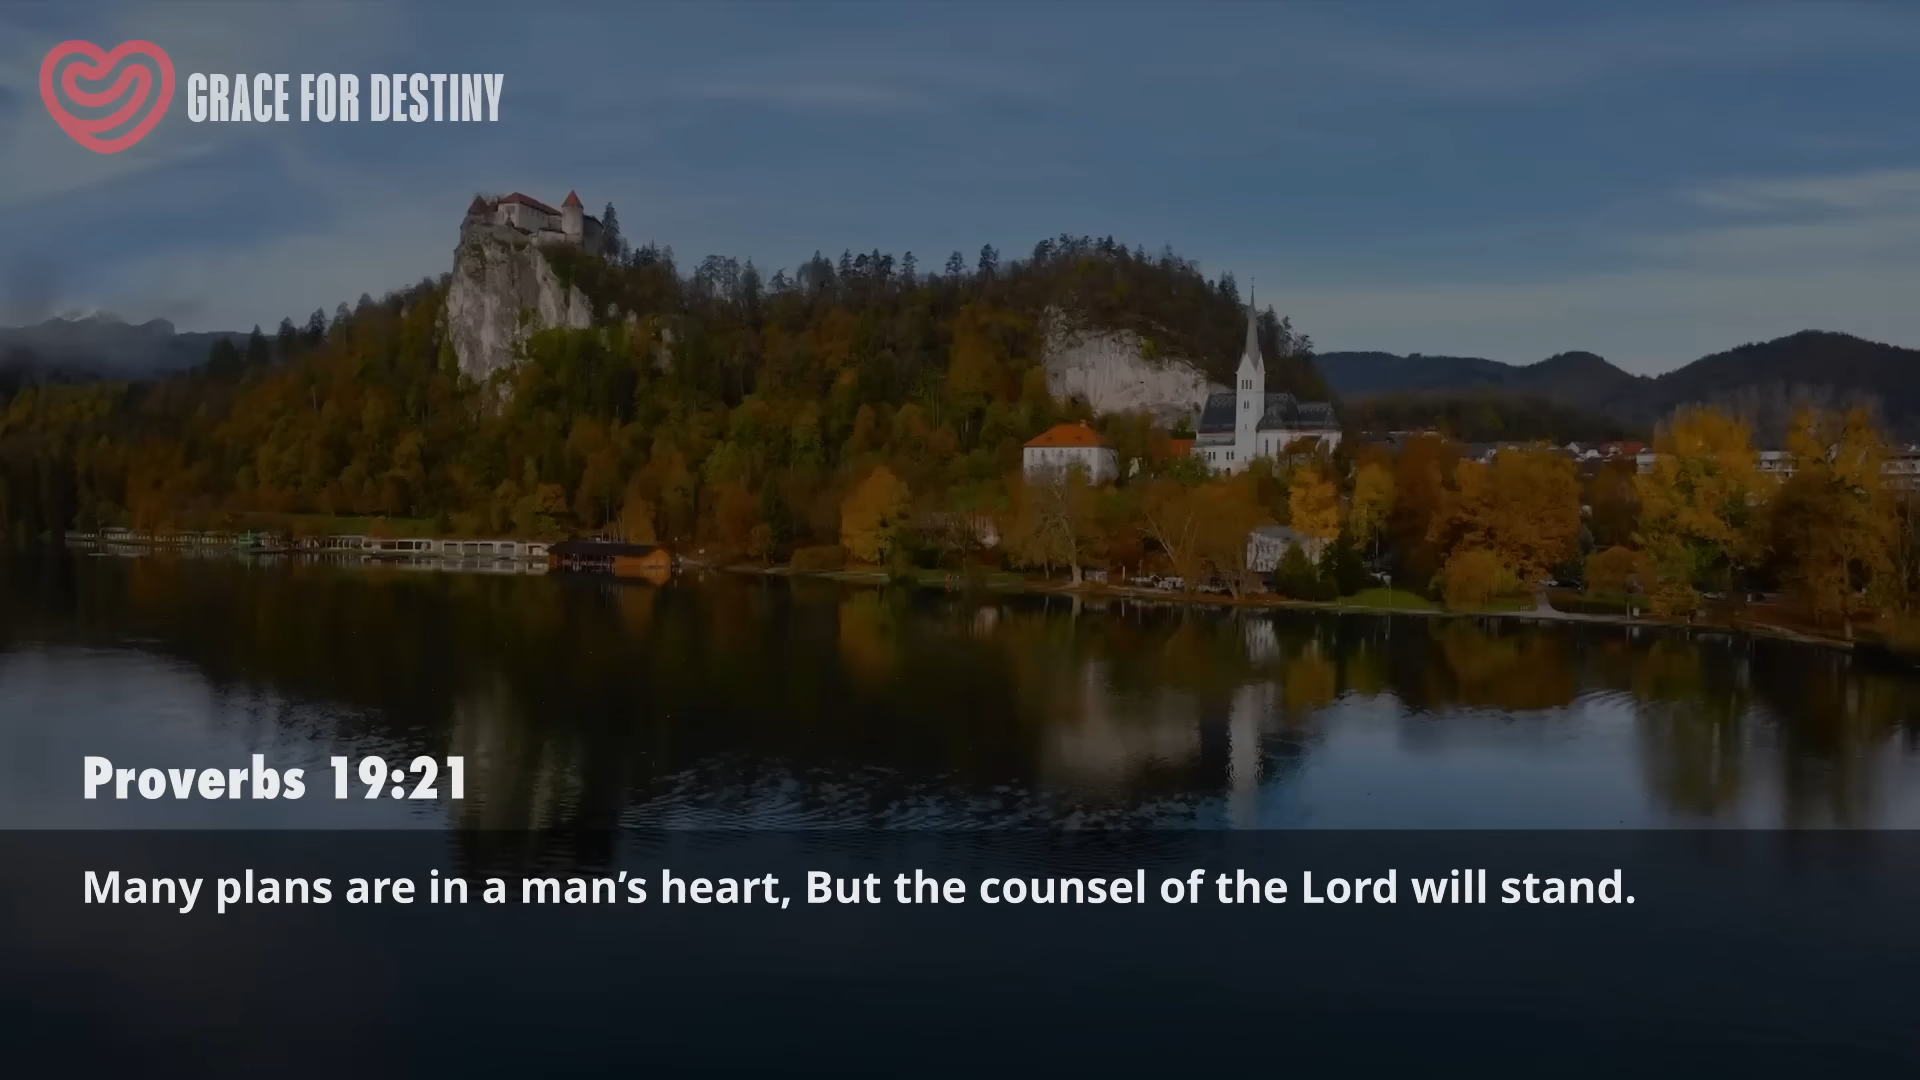 GRACE FOR DESTINY
Proverbs 19:21
Many plans are in a man’s heart, But the counsel of the Lord will stand.